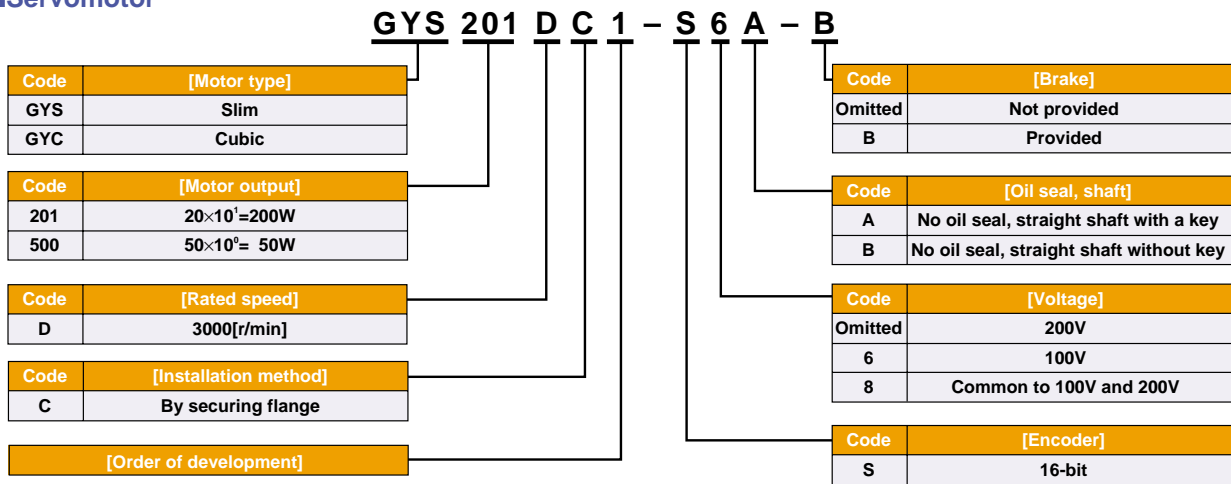 Servomotor
GYS 201 D C 1 – S 6 A – B
Code [Motor type]
GYS Slim
GYC Cubic
Code [Motor output]
201 20×10¹=200W
500 50×10⁰= 50W
Code [Rated speed]
D 3000[r/min]
Code [Installation method]
C By securing flange
[Order of development]
Code [Brake]
Omitted Not provided
B Provided
Code [Oil seal, shaft]
A No oil seal, straight shaft with a key
B No oil seal, straight shaft without key
Code [Voltage]
Omitted 200V
6 100V
8 Common to 100V and 200V
Code [Encoder]
S 16-bit